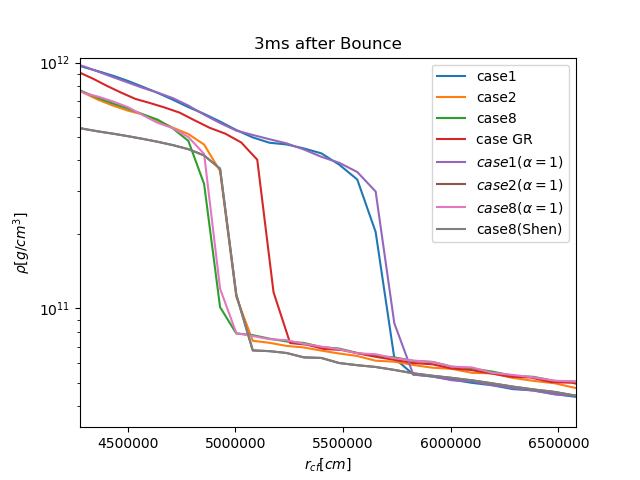 3ms after Bounce
10^12
10^11
ρ[g/cm^3]
case1
case2
case8
case GR
case1(α = 1)
case2(α = 1)
case8(α = 1)
case8(Shen)
4500000 5000000 5500000 6000000 6500000
r_cf[cm]